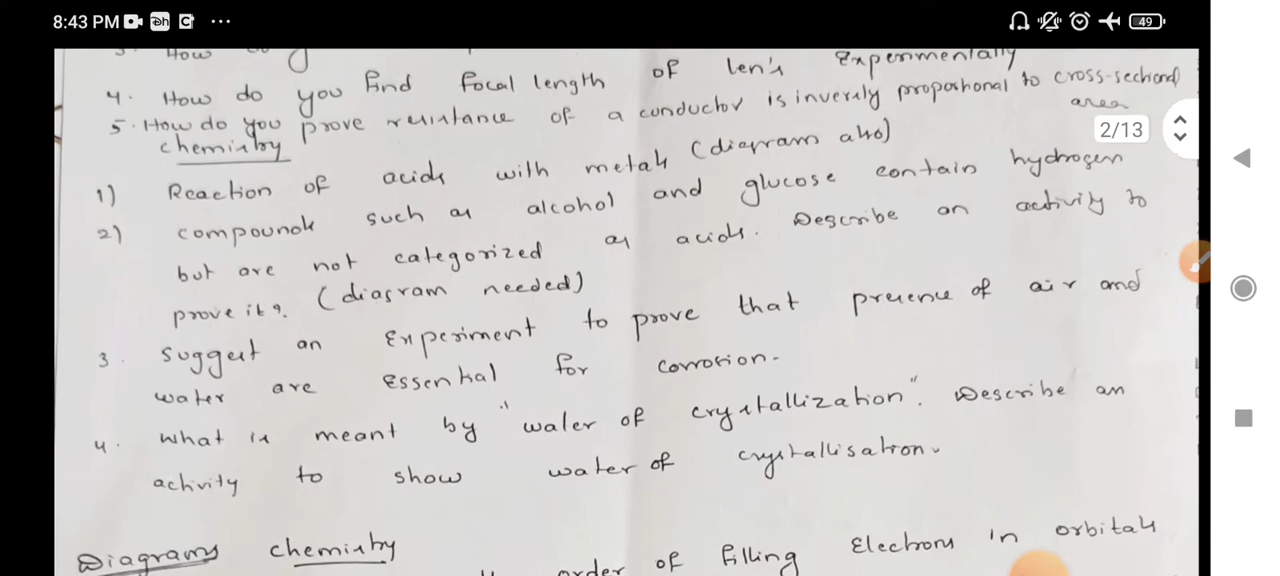 8:43 PM
49
2/13
How
4. How do you find focal length of len's Experimentally
5. How do you prove resistance of a conductor is inversly proportional to cross-sectional area
chemistry
1) Reaction of acids with metals (diagram also)
2) compounds such as alcohol and glucose contain hydrogen
but are not categorized as acids. Describe an activity to
prove it?. (diagram needed)
3. suggest an Experiment to prove that presence of air and
water are essential for corrosion.
4. what is meant by "water of crystallization". Describe an
activity to show water of crystallisation.
Diagrams chemistry
order of filling Electrons in orbitals